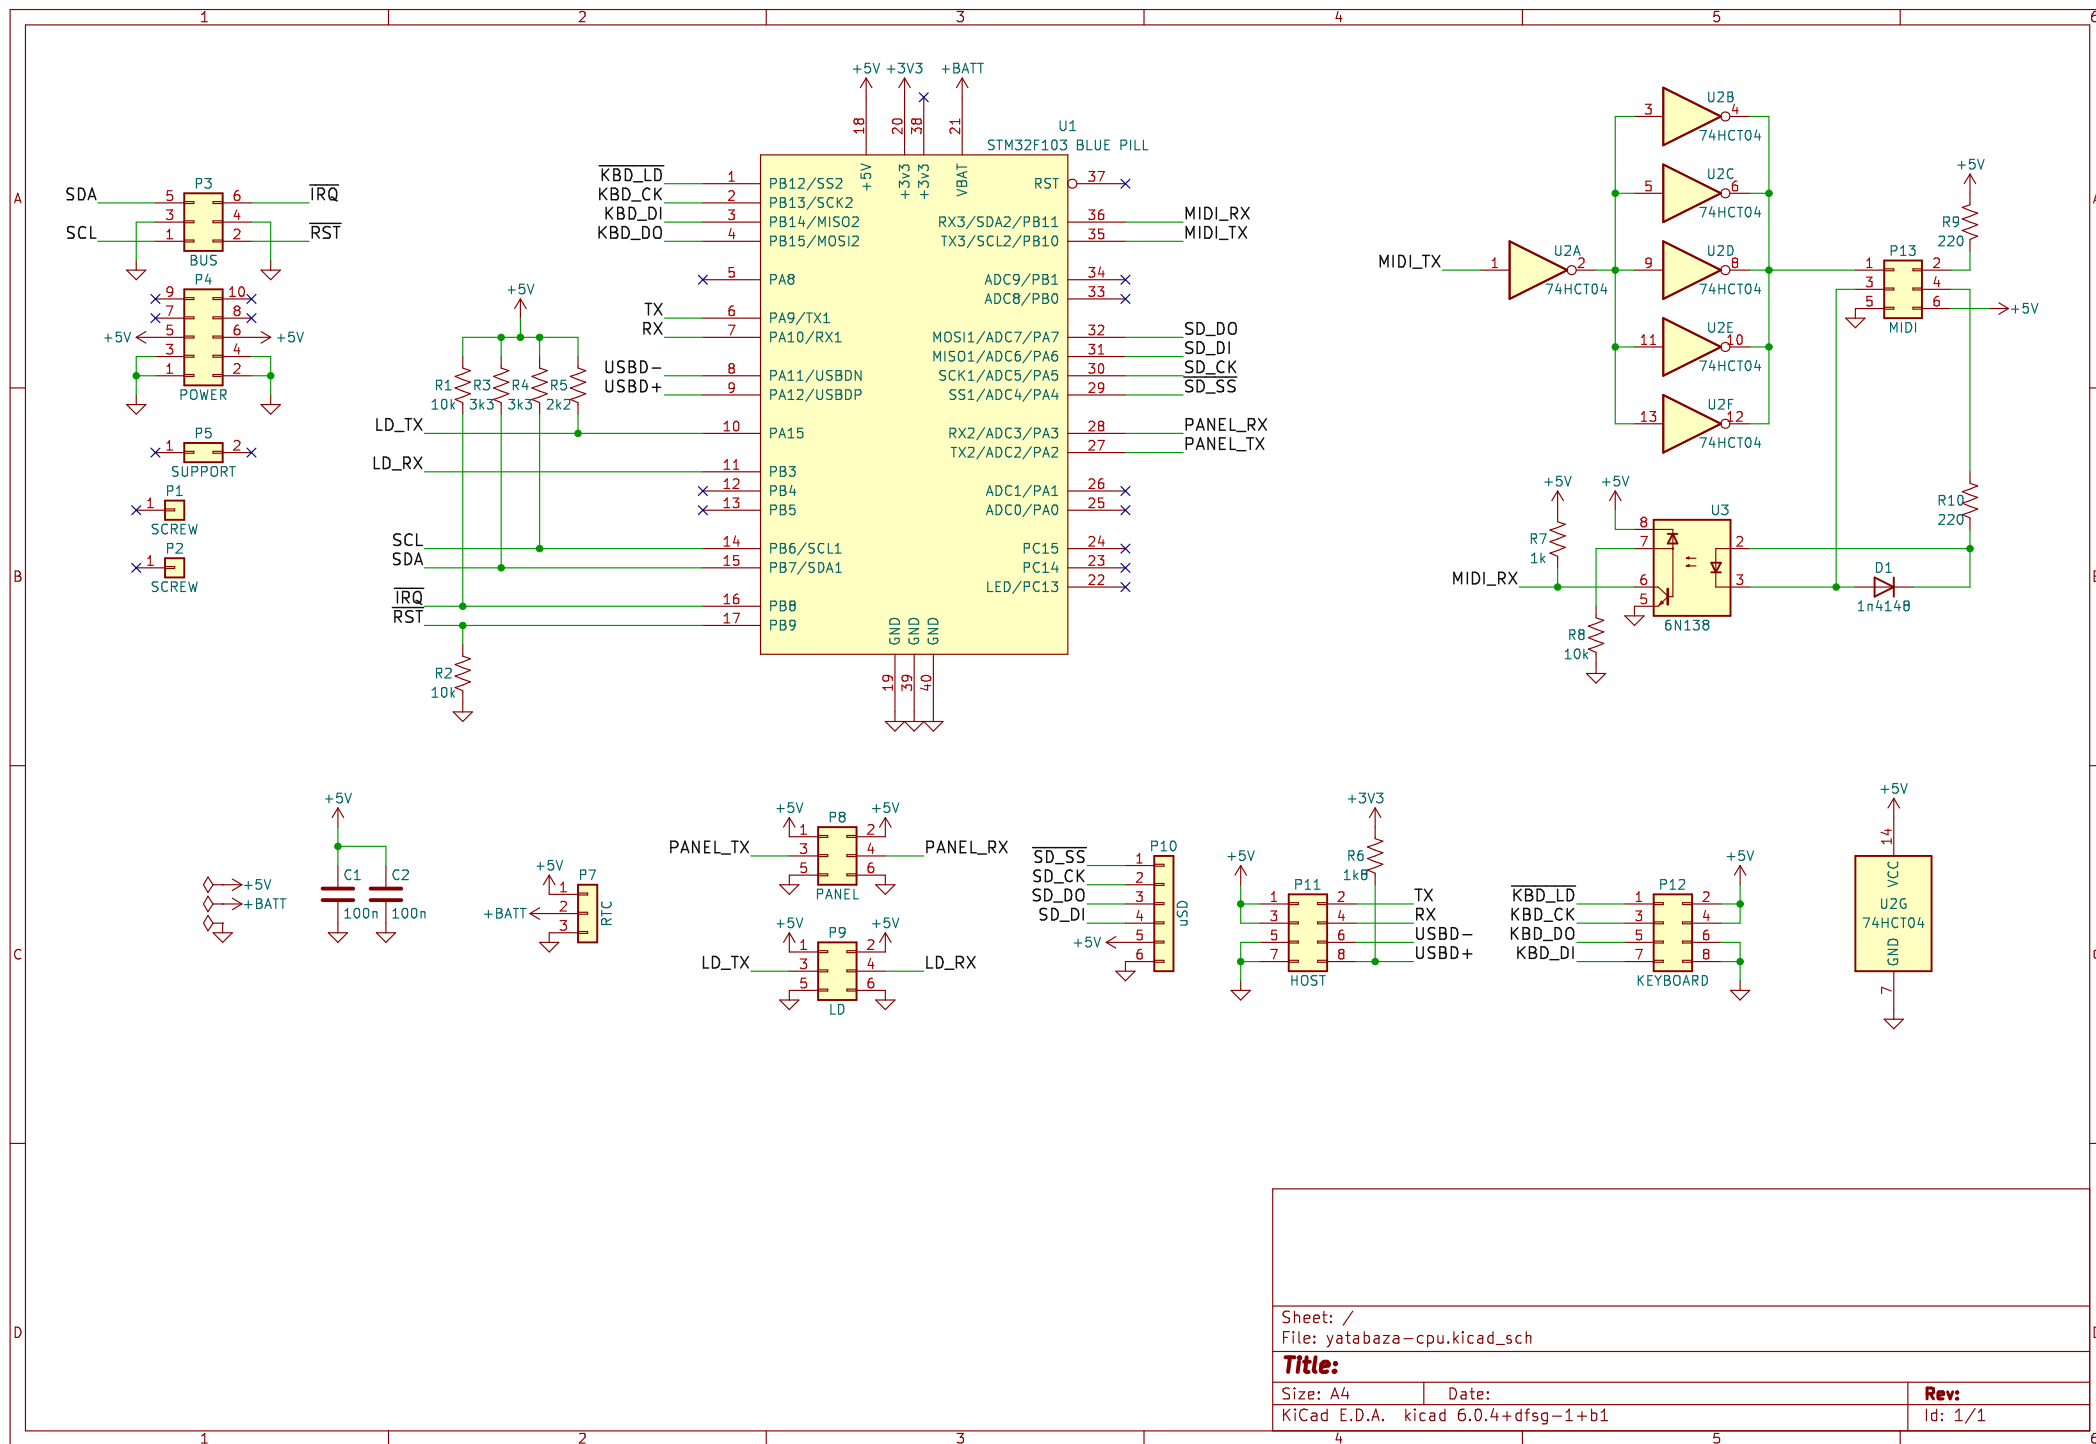 1 2 3 4 5 6
A
B
C
D
+5V +3V3 +BATT
18 20 38 21
U1
STM32F103 BLUE PILL
+5V +3v3 +3v3 VBAT
KBD_LD 1 PB12/SS2
KBD_CK 2 PB13/SCK2
KBD_DI 3 PB14/MISO2
KBD_DO 4 PB15/MOSI2
5 PA8
TX 6 PA9/TX1
RX 7 PA10/RX1
USBD- 8 PA11/USBDN
USBD+ 9 PA12/USBDP
LD_TX 10 PA15
LD_RX 11 PB3
12 PB4
13 PB5
SCL 14 PB6/SCL1
SDA 15 PB7/SDA1
IRQ 16 PB8
RST 17 PB9
RST 37
RX3/SDA2/PB11 36 MIDI_RX
TX3/SCL2/PB10 35 MIDI_TX
ADC9/PB1 34
ADC8/PB0 33
MOSI1/ADC7/PA7 32 SD_DO
MISO1/ADC6/PA6 31 SD_DI
SCK1/ADC5/PA5 30 SD_CK
SS1/ADC4/PA4 29 SD_SS
RX2/ADC3/PA3 28 PANEL_RX
TX2/ADC2/PA2 27 PANEL_TX
ADC1/PA1 26
ADC0/PA0 25
PC15 24
PC14 23
LED/PC13 22
GND GND GND
19 39 40
P3
SDA 5 6 IRQ
3 4
SCL 1 2 RST
BUS
P4
9 10
7 8
+5V 5 6 +5V
3 4
1 2
POWER
P5
1 2
SUPPORT
P1
1
SCREW
P2
1
SCREW
+5V
R1 R3 R4 R5
10k 3k3 3k3 2k2
R2
10k
MIDI_TX 1 U2A 2
74HCT04
3 U2B 4
74HCT04
5 U2C 6
74HCT04
9 U2D 8
74HCT04
11 U2E 10
74HCT04
13 U2F 12
74HCT04
+5V
R9
220
P13
1 2
3 4
5 6 +5V
MIDI
R10
220
+5V +5V
R7
1k
U3
8
7 2
MIDI_RX 6 3
5
6N138
R8
10k
D1
1n4148
+5V
+BATT
+5V
C1 C2
100n 100n
+5V P7
1
+BATT 2
3
RTC
+5V P8 +5V
1 2
PANEL_TX 3 4 PANEL_RX
5 6
PANEL
+5V P9 +5V
1 2
LD_TX 3 4 LD_RX
5 6
LD
P10
SD_SS 1
SD_CK 2
SD_DO 3
SD_DI 4
+5V 5
6
uSD
+3V3
+5V R6
1k8
P11
1 2 TX
3 4 RX
5 6 USBD-
7 8 USBD+
HOST
+5V
P12
KBD_LD 1 2
KBD_CK 3 4
KBD_DO 5 6
KBD_DI 7 8
KEYBOARD
+5V
14
VCC
U2G
74HCT04
GND
7
Sheet: /
File: yatabaza-cpu.kicad_sch
Title:
Size: A4 Date: Rev:
KiCad E.D.A. kicad 6.0.4+dfsg-1+b1 Id: 1/1
1 2 3 4 5 6